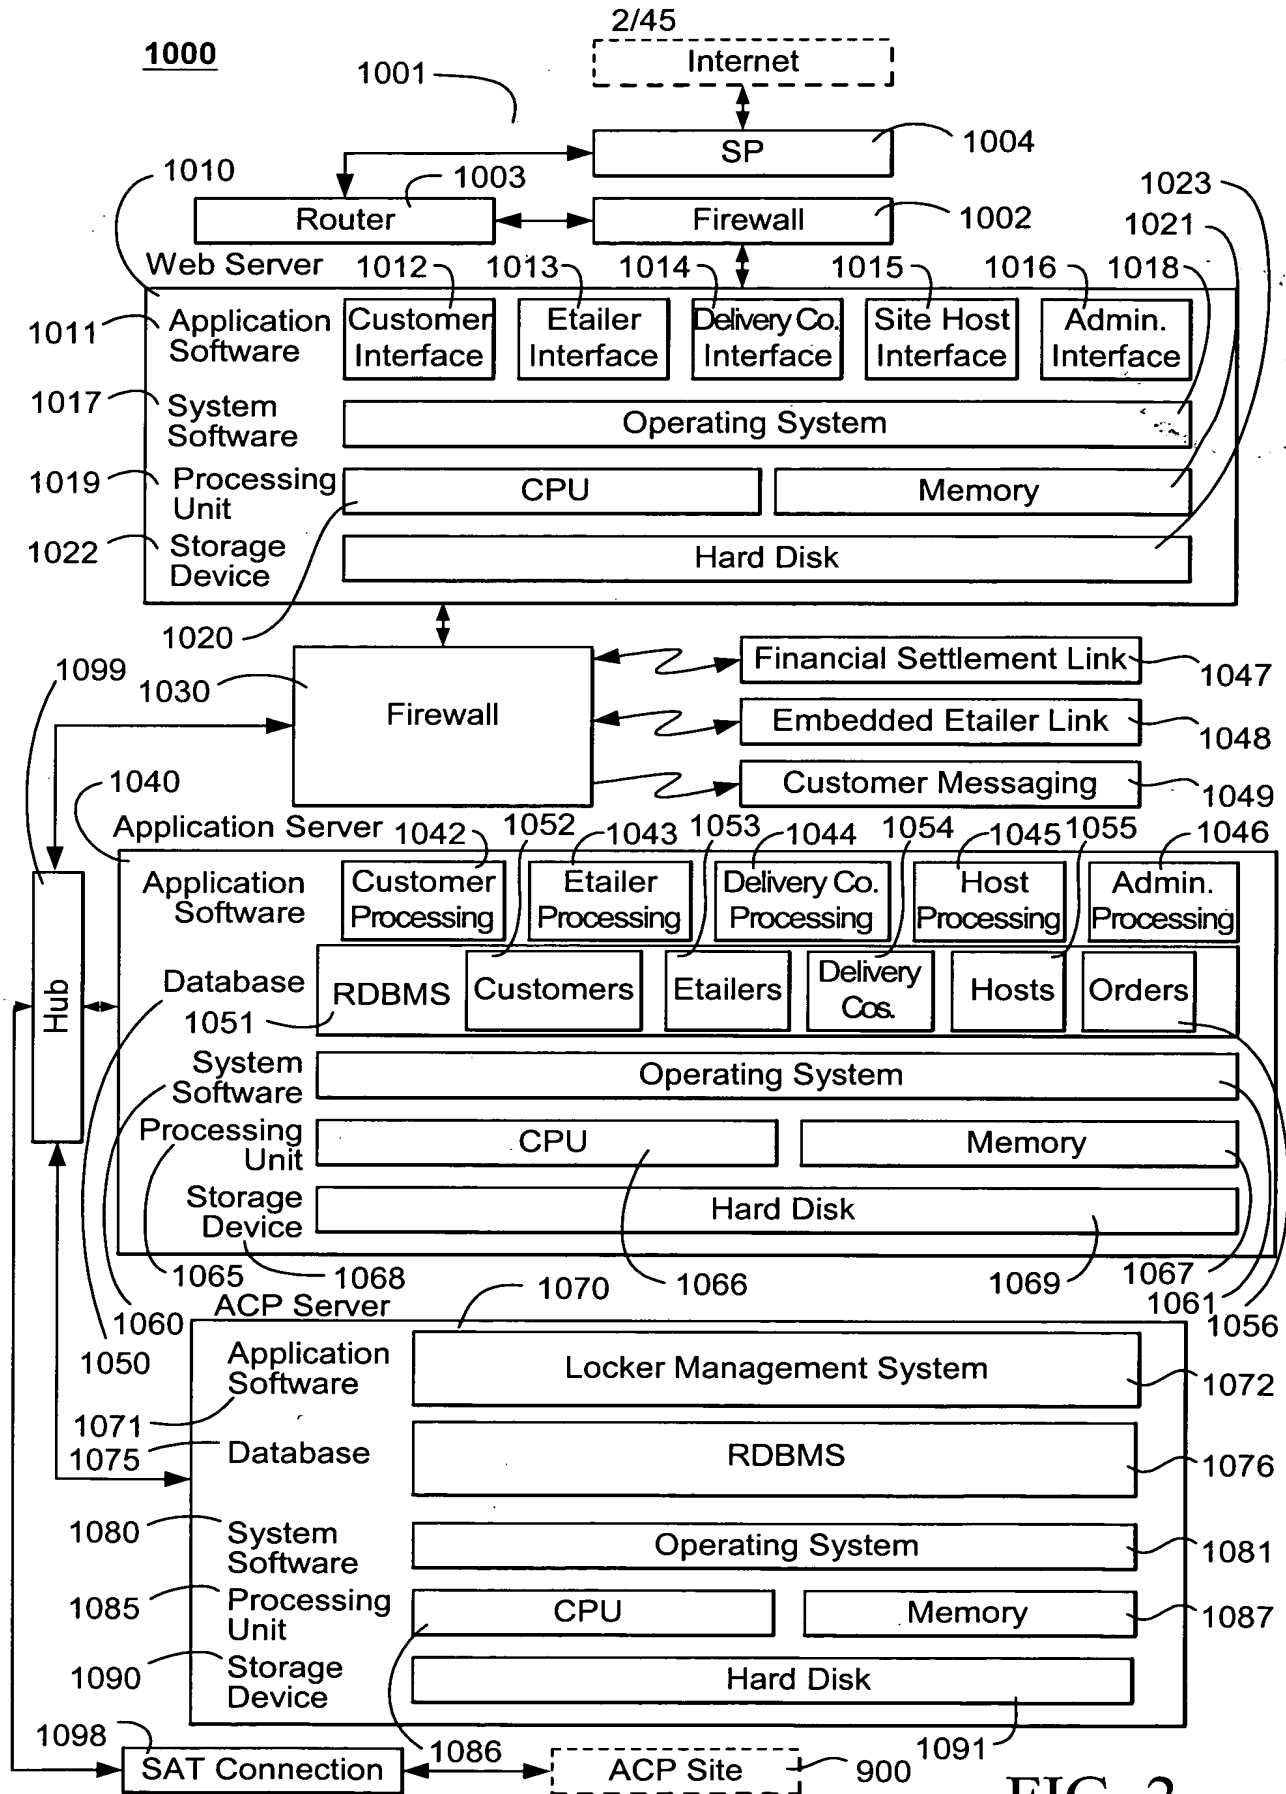 2/45
1000
Internet
1001
SP
1004
1010
1003
1023
Router
Firewall
1002
1021
Web Server
1012
1013
1014
1015
1016
1018
1011
Application Software
Customer Interface
Etailer Interface
Delivery Co. Interface
Site Host Interface
Admin. Interface
1017
System Software
Operating System
1019
Processing Unit
CPU
Memory
1022
Storage Device
Hard Disk
1020
1099
1030
Firewall
Financial Settlement Link
1047
Embedded Etailer Link
1048
Customer Messaging
1049
1040
Application Server
1042
1052
1043
1053
1044
1054
1045
1055
1046
Application Software
Customer Processing
Etailer Processing
Delivery Co. Processing
Host Processing
Admin. Processing
Hub
Database
RDBMS
1051
Customers
Etailers
Delivery Cos.
Hosts
Orders
System Software
Operating System
Processing Unit
CPU
Memory
Storage Device
Hard Disk
1065
1068
1066
1069
1067
1060
1061
1056
1050
ACP Server
1070
Application Software
Locker Management System
1072
1071
1075
Database
RDBMS
1076
1080
System Software
Operating System
1081
1085
Processing Unit
CPU
Memory
1087
1090
Storage Device
Hard Disk
1098
1086
1091
SAT Connection
ACP Site
900
FIG. 2